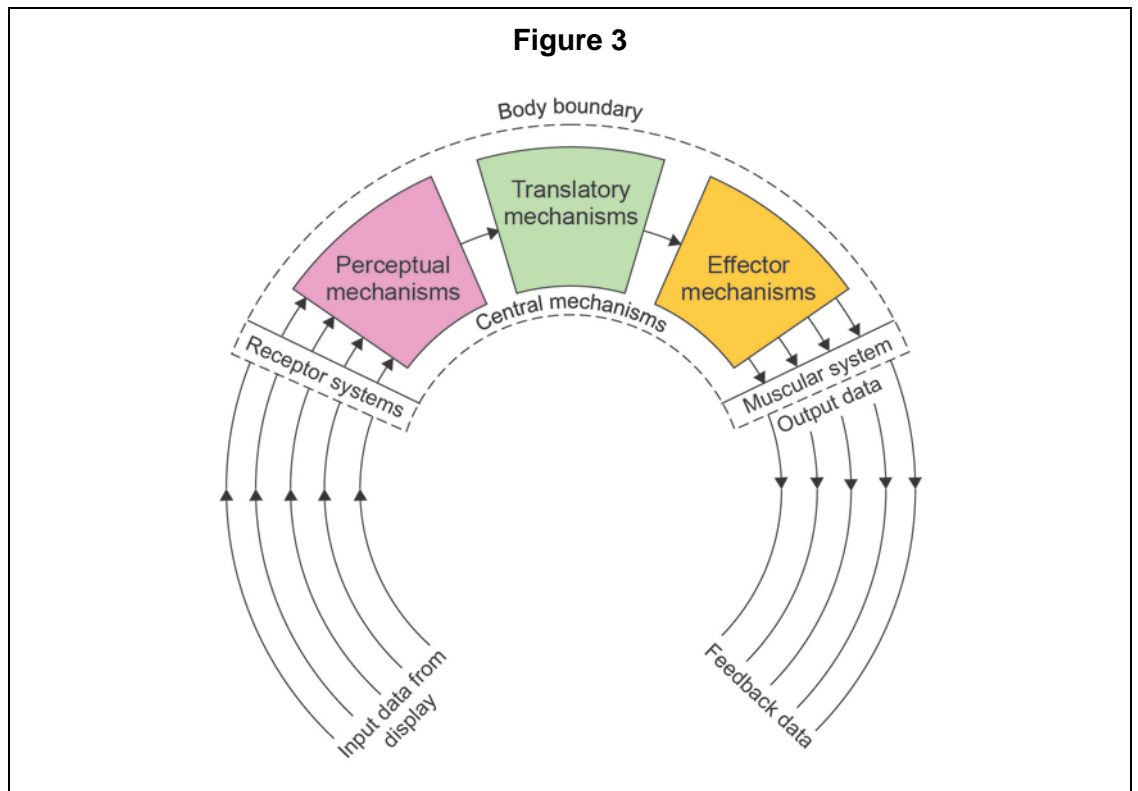 Figure 3
Body boundary
Translatory
mechanisms
Perceptual
mechanisms
Effector
mechanisms
Central mechanisms
Receptor systems
Muscular system
Output data
Input data from
display
Feedback data